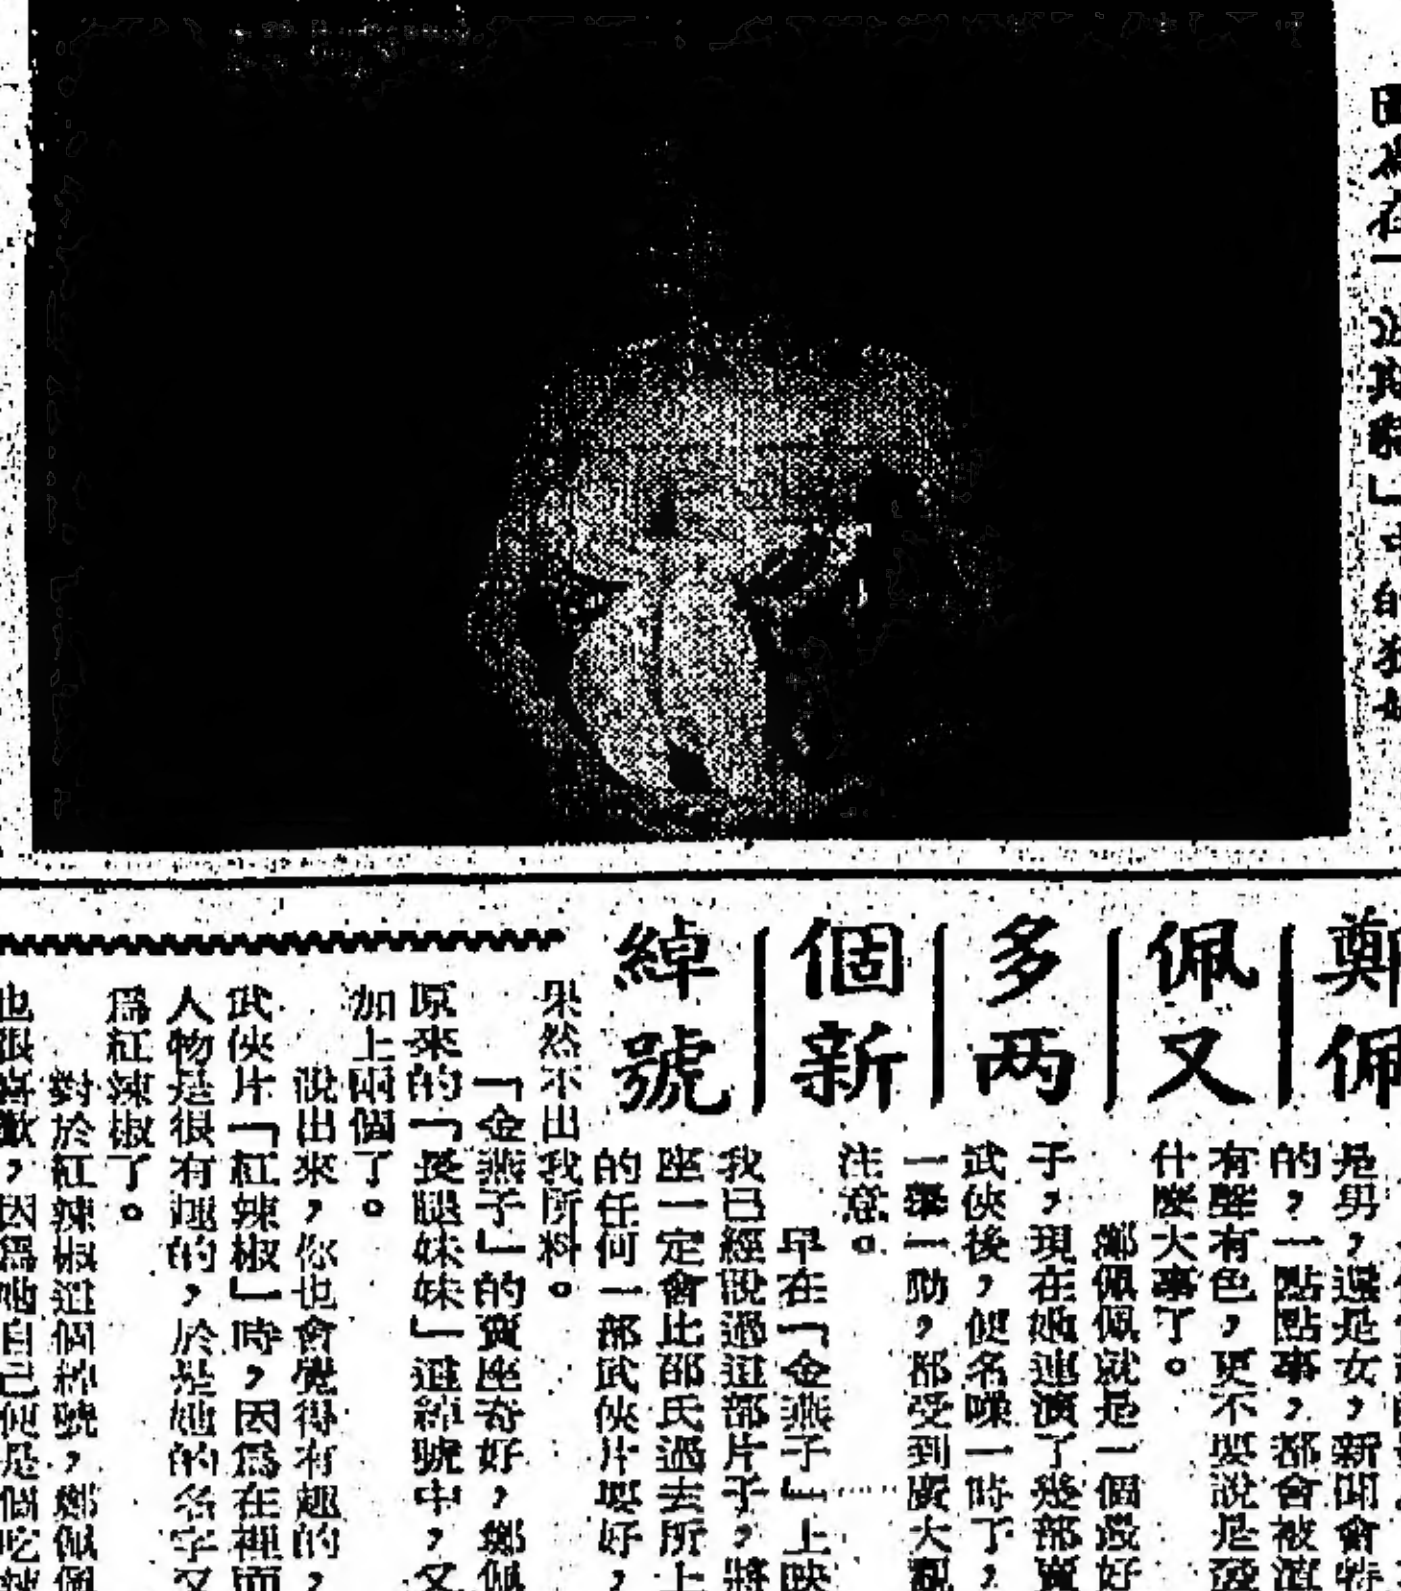 斯貓」中的
鄭佩
佩又
多两
個新
綽號
是男，還是女，新聞會特
的，一點點事，都會被渲
有聲有色，更不要說是發
什麼大事了。
鄭佩佩就是一個最好
子，現在她連演了幾部賣
武俠後，便名噪一時了，
一舉一動，都受到廣大觀
注意。
早在「金燕子」上映
我已經說過這部片子，將
座一定會比邵氏過去所上
的任何一部武俠片要好，
果然不出我所料。
「金燕子」的賣座奇好，鄭佩
原來的「長腿妹妹」這綽號中，又
加上兩個了。
說出來，你也會覺得有趣的，
武俠片「紅辣椒」時，因爲在裡面
人物是很有趣的，於是她的名字又
爲紅辣椒了。
對於紅辣椒這個綽號，鄭佩佩
也很喜歡，因爲她自己便是個吃辣